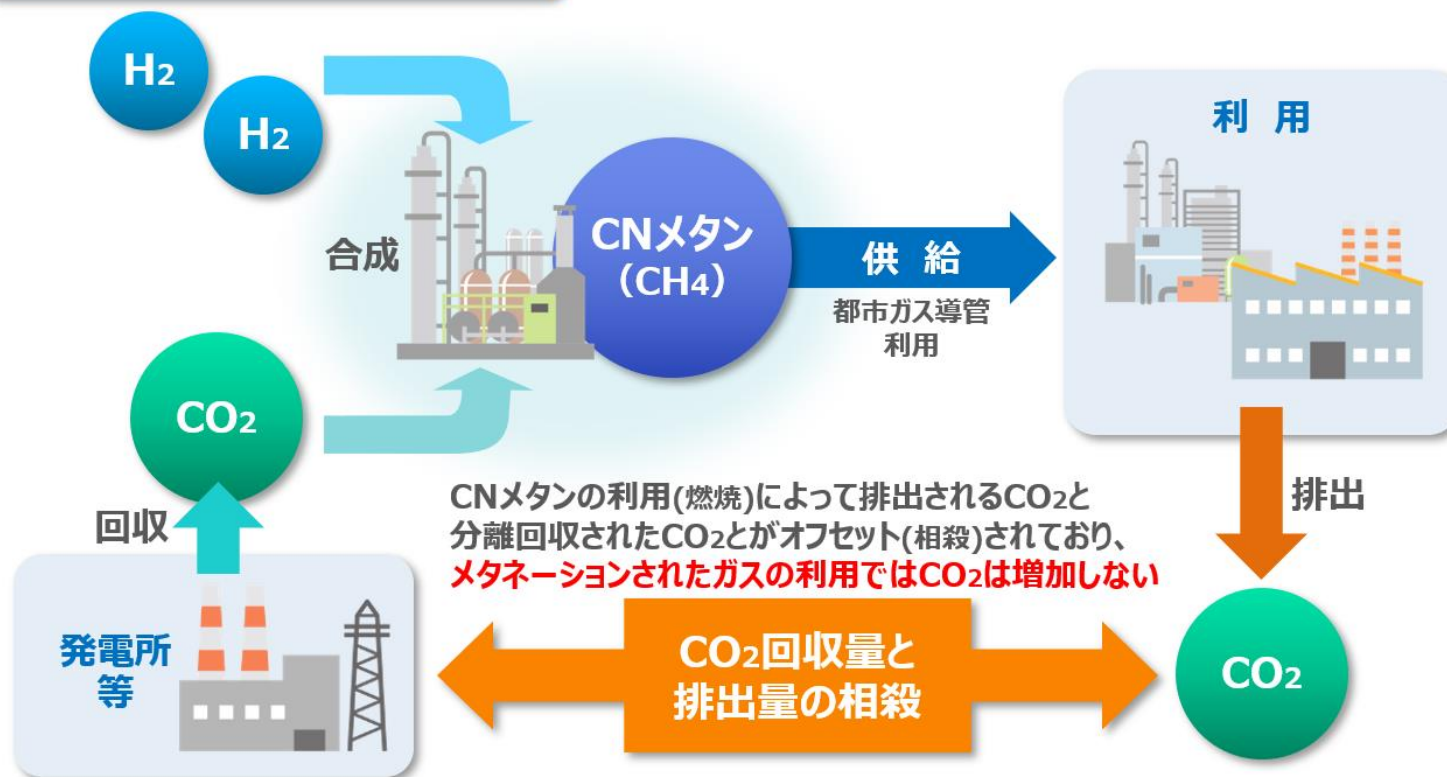 H2
H2
合成
CNメタン
（CH4）
供 給
都市ガス導管
利用
利 用
CO2
回収
CNメタンの利用(燃焼)によって排出されるCO2と
分離回収されたCO2とがオフセット(相殺)されており、
メタネーションされたガスの利用ではCO2は増加しない
排出
発電所
等
CO2回収量と
排出量の相殺
CO2